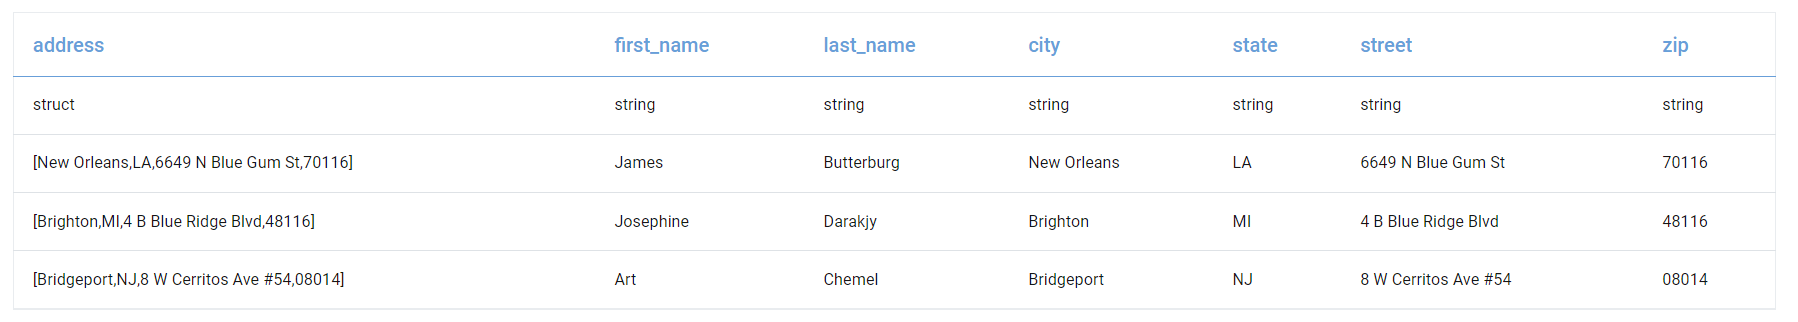 address first_name last_name city state street zip
struct string string string string string string
[New Orleans,LA,6649 N Blue Gum St,70116] James Butterburg New Orleans LA 6649 N Blue Gum St 70116
[Brighton,MI,4 B Blue Ridge Blvd,48116] Josephine Darakjy Brighton MI 4 B Blue Ridge Blvd 48116
[Bridgeport,NJ,8 W Cerritos Ave #54,08014] Art Chemel Bridgeport NJ 8 W Cerritos Ave #54 08014